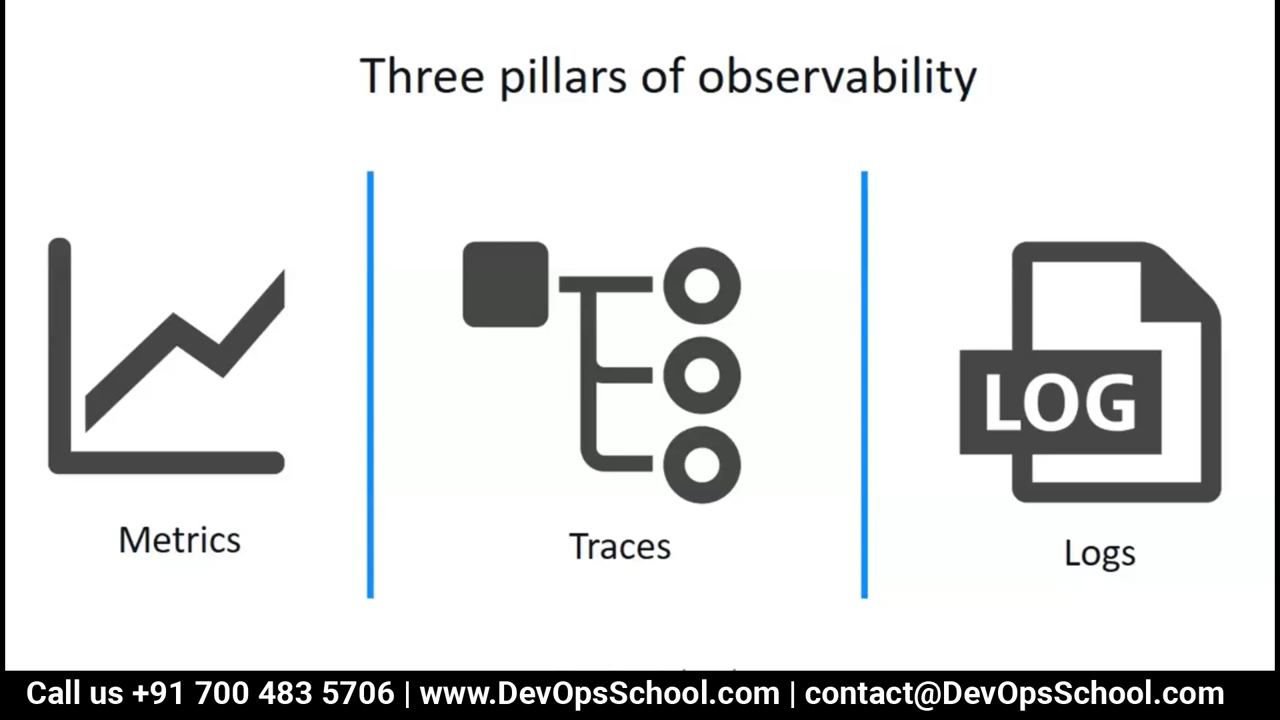 Three pillars of observability
LOG
Metrics
Traces
Logs
Call us +91 700 483 5706 | www.DevOpsSchool.com | contact@DevOpsSchool.com